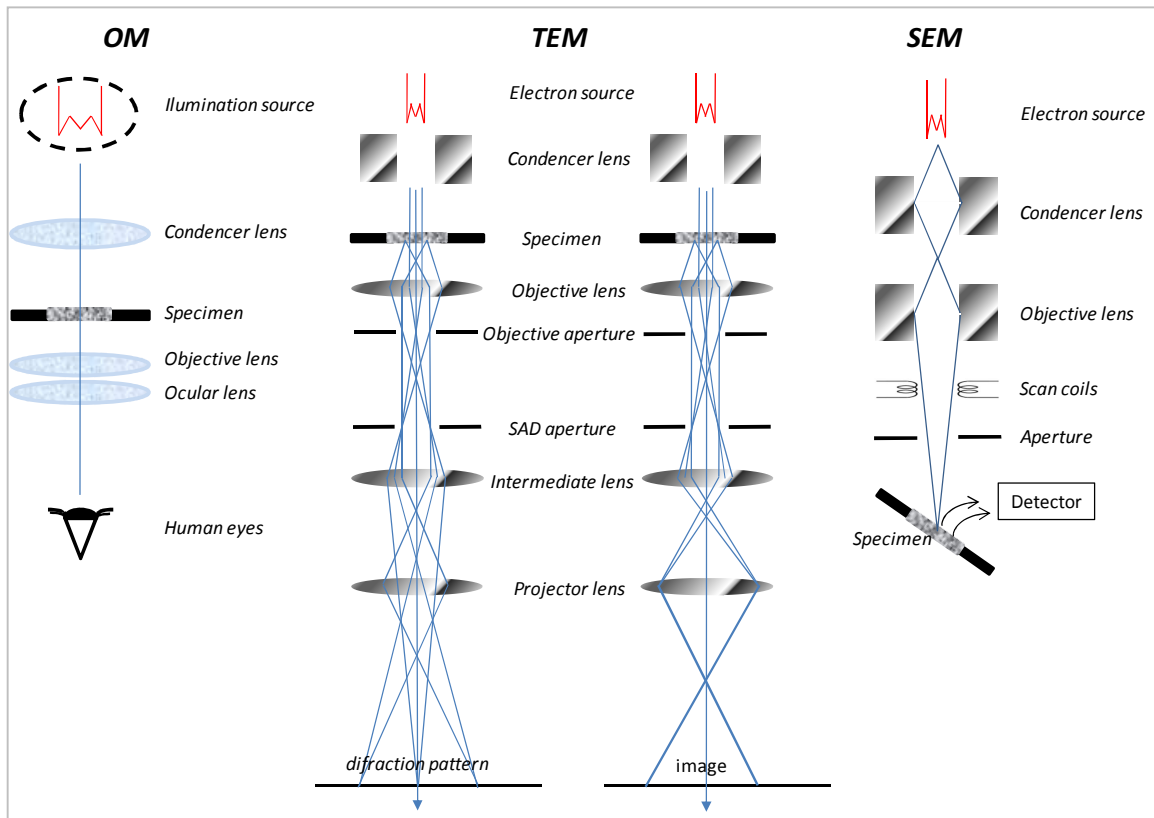 OM
TEM
SEM
Ilumination source
Condencer lens
Specimen
Objective lens
Ocular lens
Human eyes
Electron source
Condencer lens
Specimen
Objective lens
Objective aperture
SAD aperture
Intermediate lens
Projector lens
difraction pattern
image
Electron source
Condencer lens
Objective lens
Scan coils
Aperture
Detector
Specimen